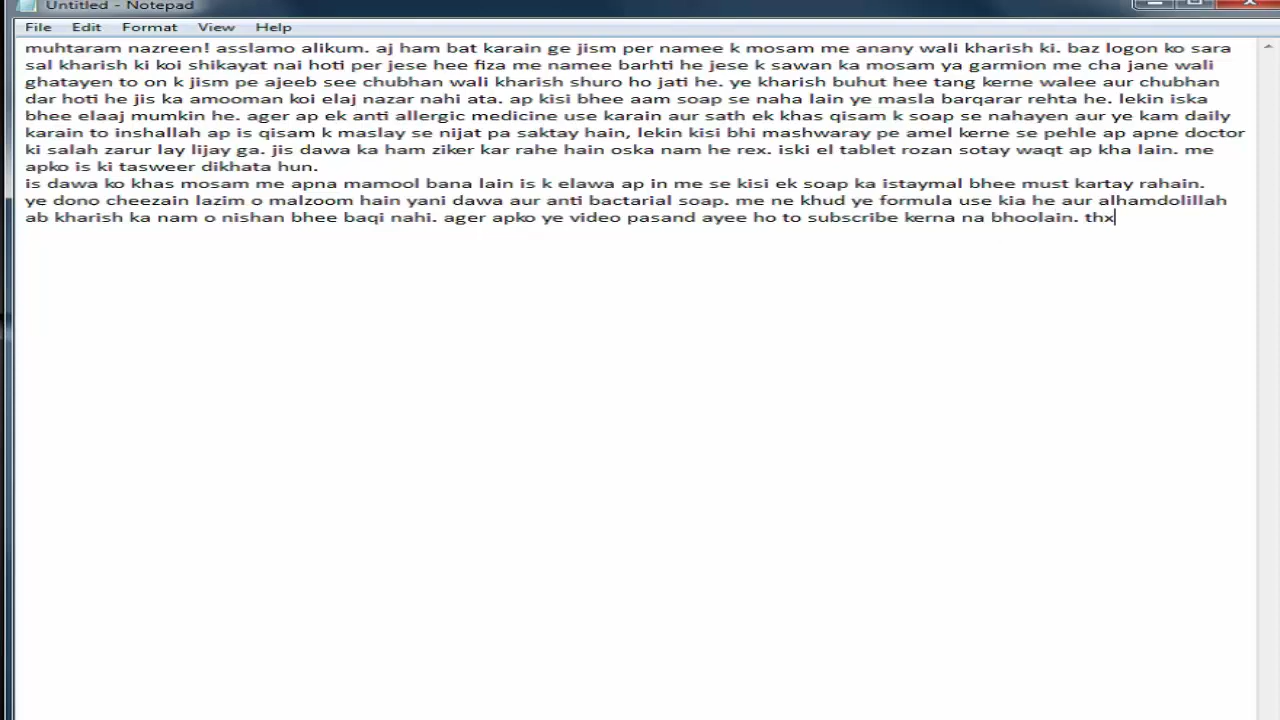 Untitled - Notepad
File Edit Format View Help
muhtaram nazreen! asslamo alikum. aj ham bat karain ge jism per namee k mosam me anany wali kharish ki. baz logon ko sara
sal kharish ki koi shikayat nai hoti per jese hee fiza me namee barhti he jese k sawan ka mosam ya garmion me cha jane wali
ghatayen to on k jism pe ajeeb see chubhan wali kharish shuro ho jati he. ye kharish buhut hee tang kerne walee aur chubhan
dar hoti he jis ka amooman koi elaj nazar nahi ata. ap kisi bhee aam soap se naha lain ye masla barqarar rehta he. lekin iska
bhee elaaj mumkin he. ager ap ek anti allergic medicine use karain aur sath ek khas qisam k soap se nahayen aur ye kam daily
karain to inshallah ap is qisam k maslay se nijat pa saktay hain, lekin kisi bhi mashwaray pe amel kerne se pehle ap apne doctor
ki salah zarur lay lijay ga. jis dawa ka ham ziker kar rahe hain oska nam he rex. iski el tablet rozan sotay waqt ap kha lain. me
apko is ki tasweer dikhata hun.
is dawa ko khas mosam me apna mamool bana lain is k elawa ap in me se kisi ek soap ka istaymal bhee must kartay rahain.
ye dono cheezain lazim o malzoom hain yani dawa aur anti bactarial soap. me ne khud ye formula use kia he aur alhamdolillah
ab kharish ka nam o nishan bhee baqi nahi. ager apko ye video pasand ayee ho to subscribe kerna na bhoolain. thx